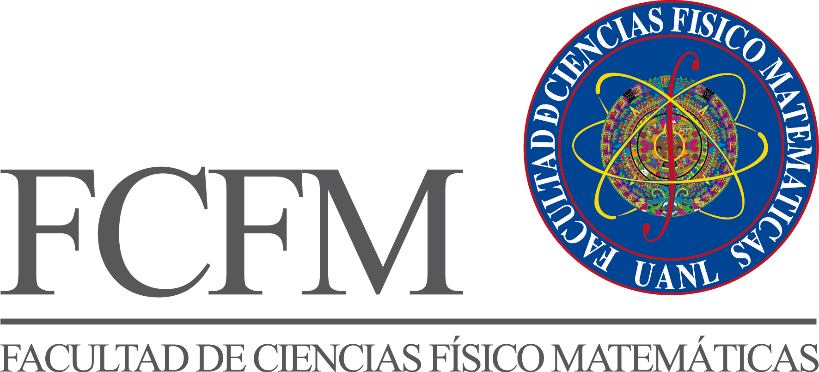 FCFM
FACULTAD DE CIENCIAS FISICO MATEMATICAS
UANL
FACULTAD DE CIENCIAS FÍSICO MATEMÁTICAS